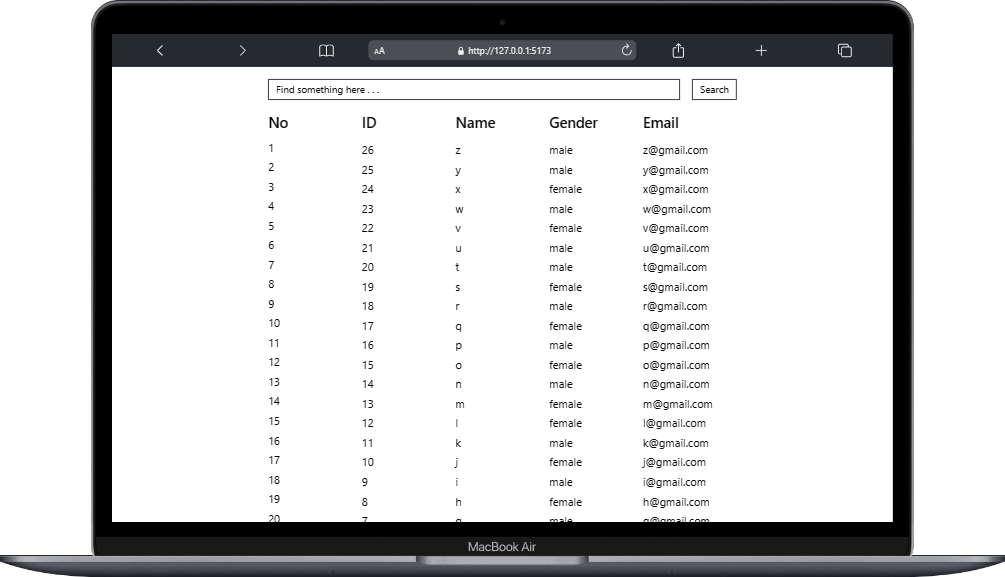 AA http://127.0.0.1:5173
Find something here . . . Search
No ID Name Gender Email
1 26 z male z@gmail.com
2 25 y male y@gmail.com
3 24 x female x@gmail.com
4 23 w male w@gmail.com
5 22 v female v@gmail.com
6 21 u male u@gmail.com
7 20 t male t@gmail.com
8 19 s female s@gmail.com
9 18 r male r@gmail.com
10 17 q female q@gmail.com
11 16 p male p@gmail.com
12 15 o female o@gmail.com
13 14 n male n@gmail.com
14 13 m female m@gmail.com
15 12 l female l@gmail.com
16 11 k male k@gmail.com
17 10 j female j@gmail.com
18 9 i male i@gmail.com
19 8 h female h@gmail.com
20 7 g male g@gmail.com
MacBook Air